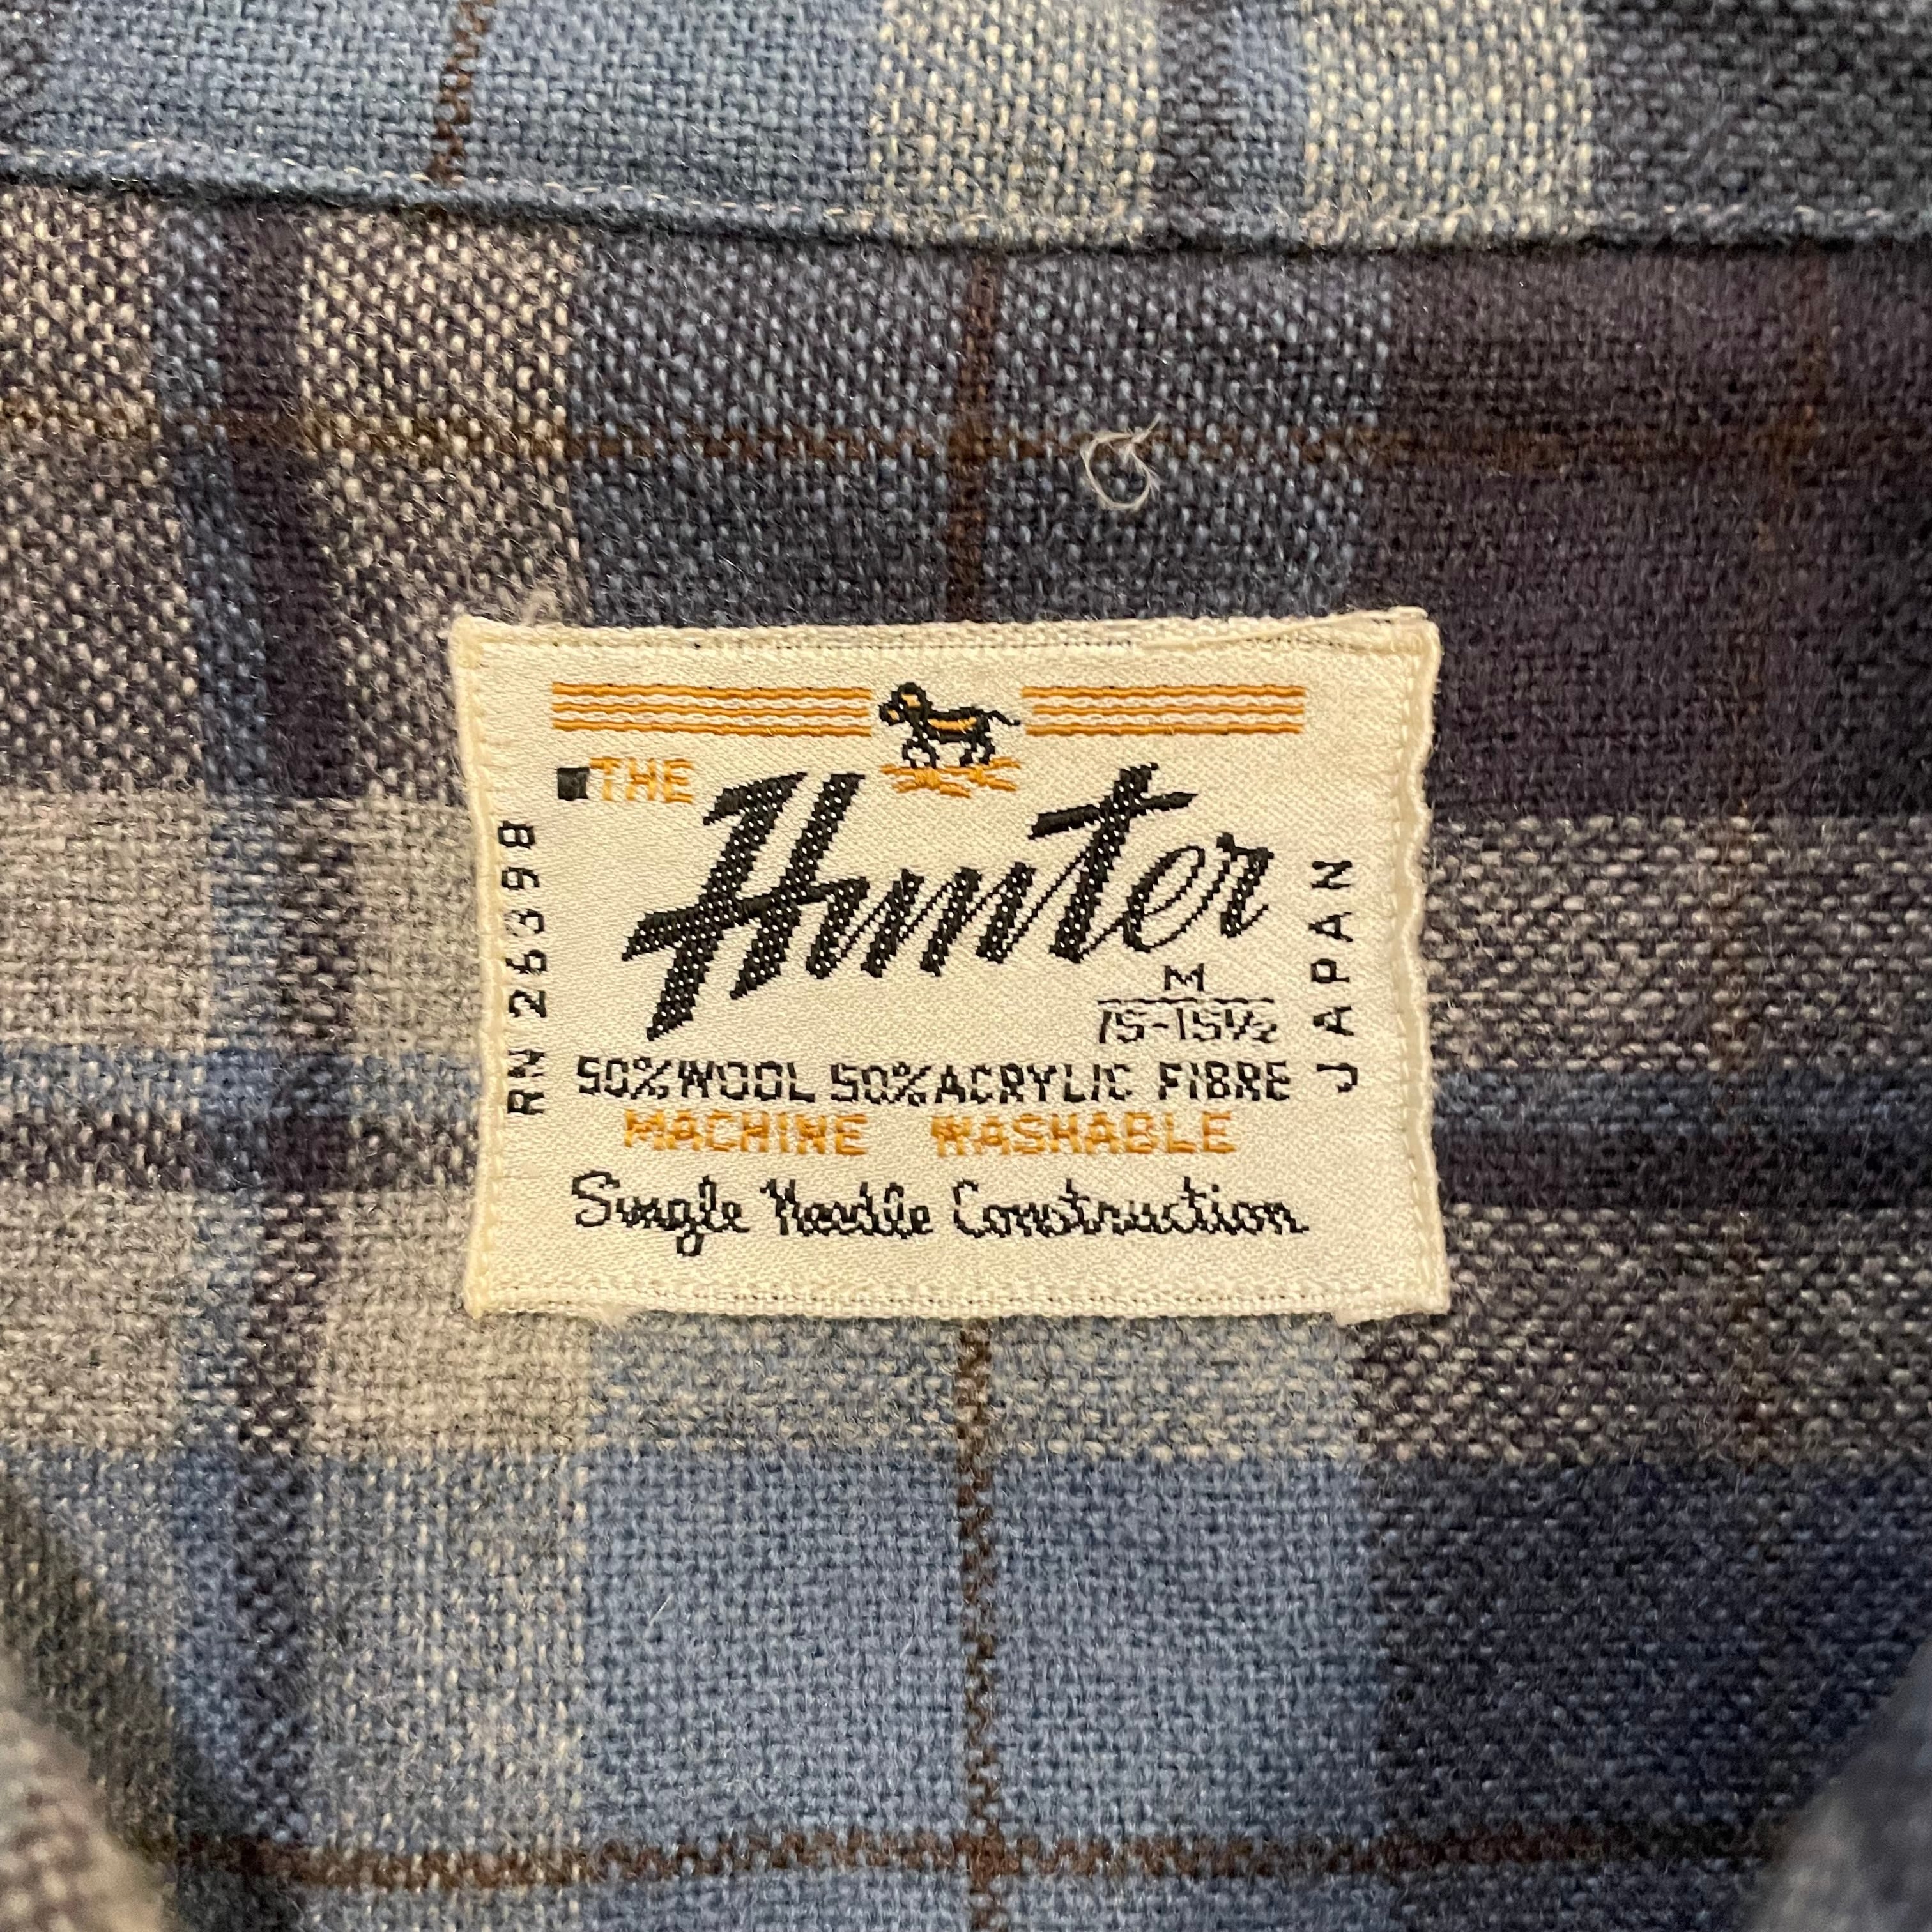 THE
Hunter
M
15-15½
50% WOOL 50% ACRYLIC FIBRE
MACHINE WASHABLE
Single Needle Construction
RN 26398
JAPAN